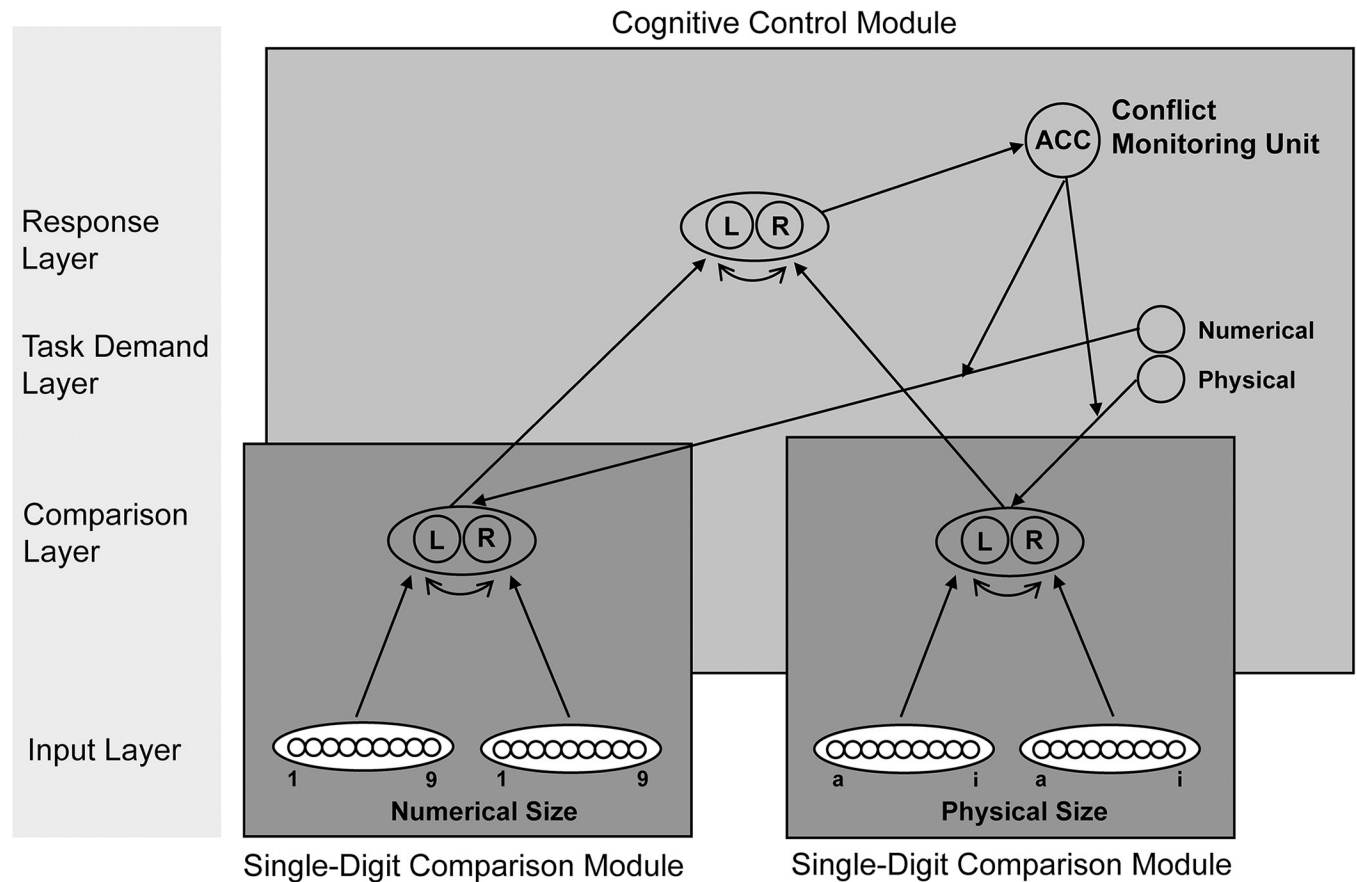 Cognitive Control Module
Conflict
Monitoring Unit
ACC
Response
Layer
L R
Task Demand
Layer
Numerical
Physical
Comparison
Layer
L R
L R
Input Layer
1 9 1 9
a i a i
Numerical Size
Physical Size
Single-Digit Comparison Module
Single-Digit Comparison Module